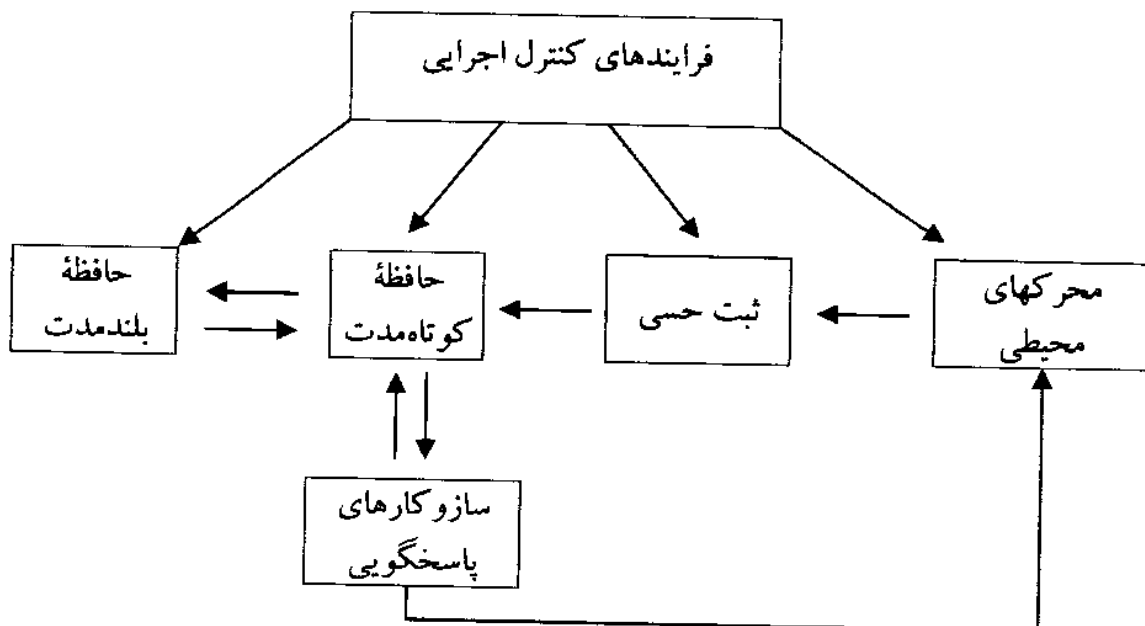 فرایندهای کنترل اجرایی
محرکهای
محیطی
ثبت حسی
حافظهٔ
کوتاه‌مدت
حافظهٔ
بلندمدت
سازوکارهای
پاسخگویی